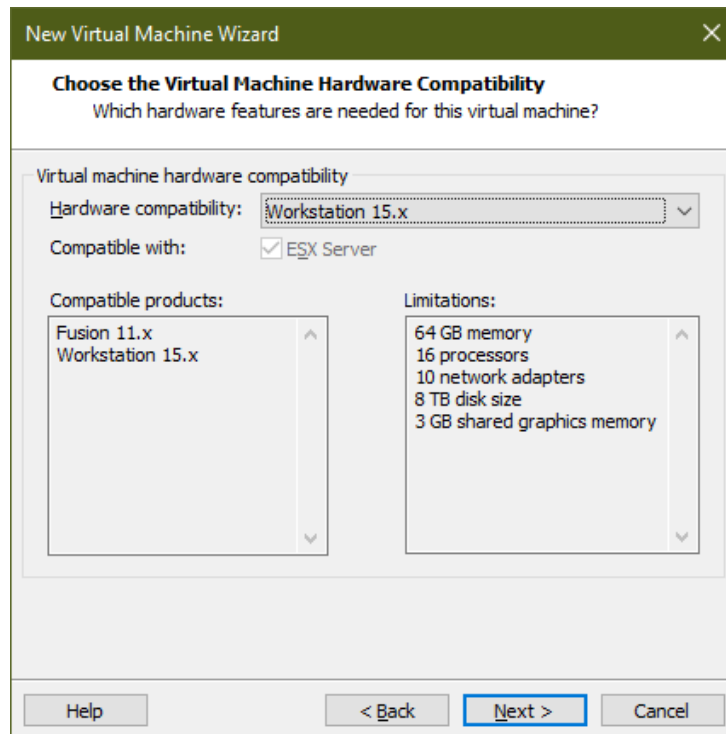 New Virtual Machine Wizard
Choose the Virtual Machine Hardware Compatibility
Which hardware features are needed for this virtual machine?
Virtual machine hardware compatibility
Hardware compatibility: Workstation 15.x
Compatible with: ESX Server
Compatible products:
Fusion 11.x
Workstation 15.x
Limitations:
64 GB memory
16 processors
10 network adapters
8 TB disk size
3 GB shared graphics memory
Help < Back Next > Cancel